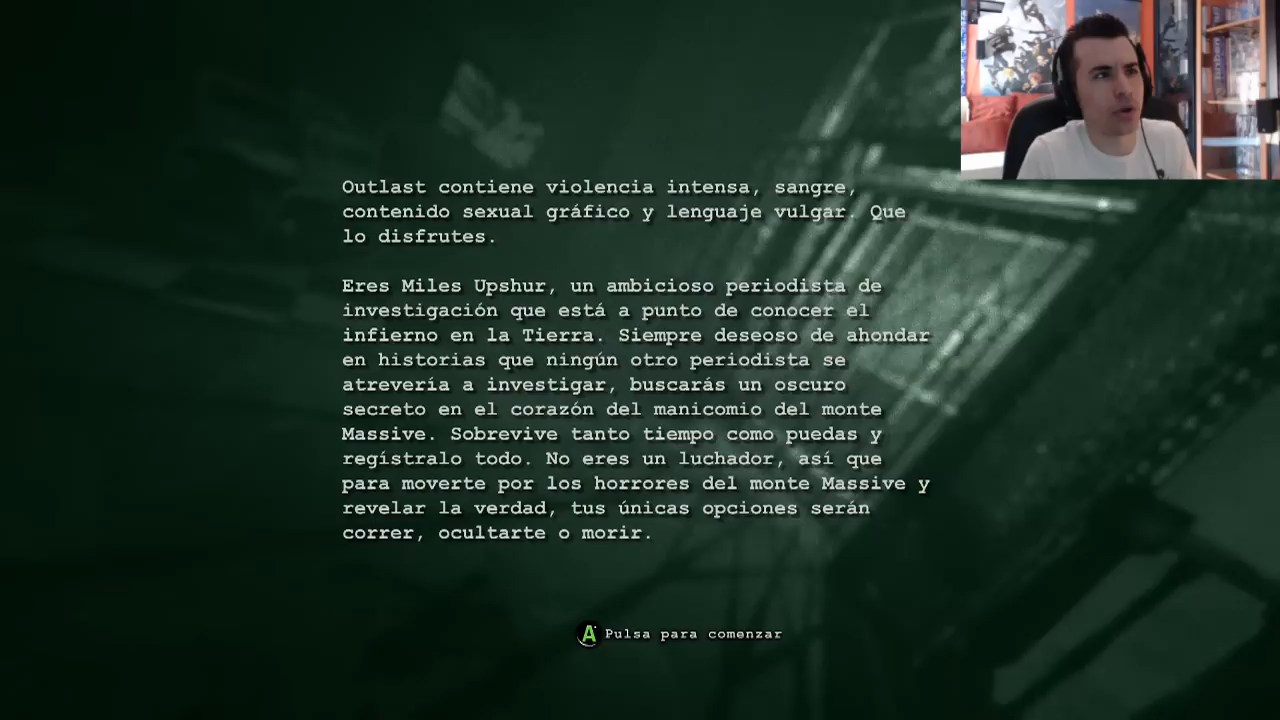 Outlast contiene violencia intensa, sangre,
contenido sexual gráfico y lenguaje vulgar. Que
lo disfrutes.
Eres Miles Upshur, un ambicioso periodista de
investigación que está a punto de conocer el
infierno en la Tierra. Siempre deseoso de ahondar
en historias que ningún otro periodista se
atrevería a investigar, buscarás un oscuro
secreto en el corazón del manicomio del monte
Massive. Sobrevive tanto tiempo como puedas y
regístralo todo. No eres un luchador, así que
para moverte por los horrores del monte Massive y
revelar la verdad, tus únicas opciones serán
correr, ocultarte o morir.
A Pulsa para comenzar